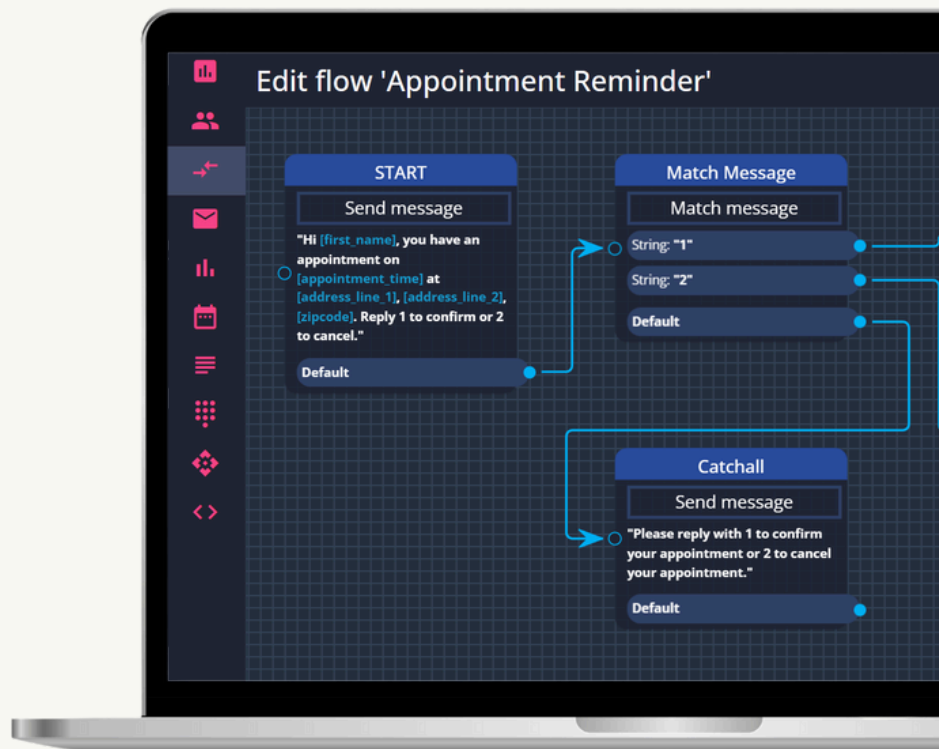 Edit flow 'Appointment Reminder'
START
Send message
"Hi [first_name], you have an
appointment on
[appointment_time] at
[address_line_1], [address_line_2],
[zipcode]. Reply 1 to confirm or 2
to cancel."
Default
Match Message
Match message
String: "1"
String: "2"
Default
Catchall
Send message
"Please reply with 1 to confirm
your appointment or 2 to cancel
your appointment."
Default